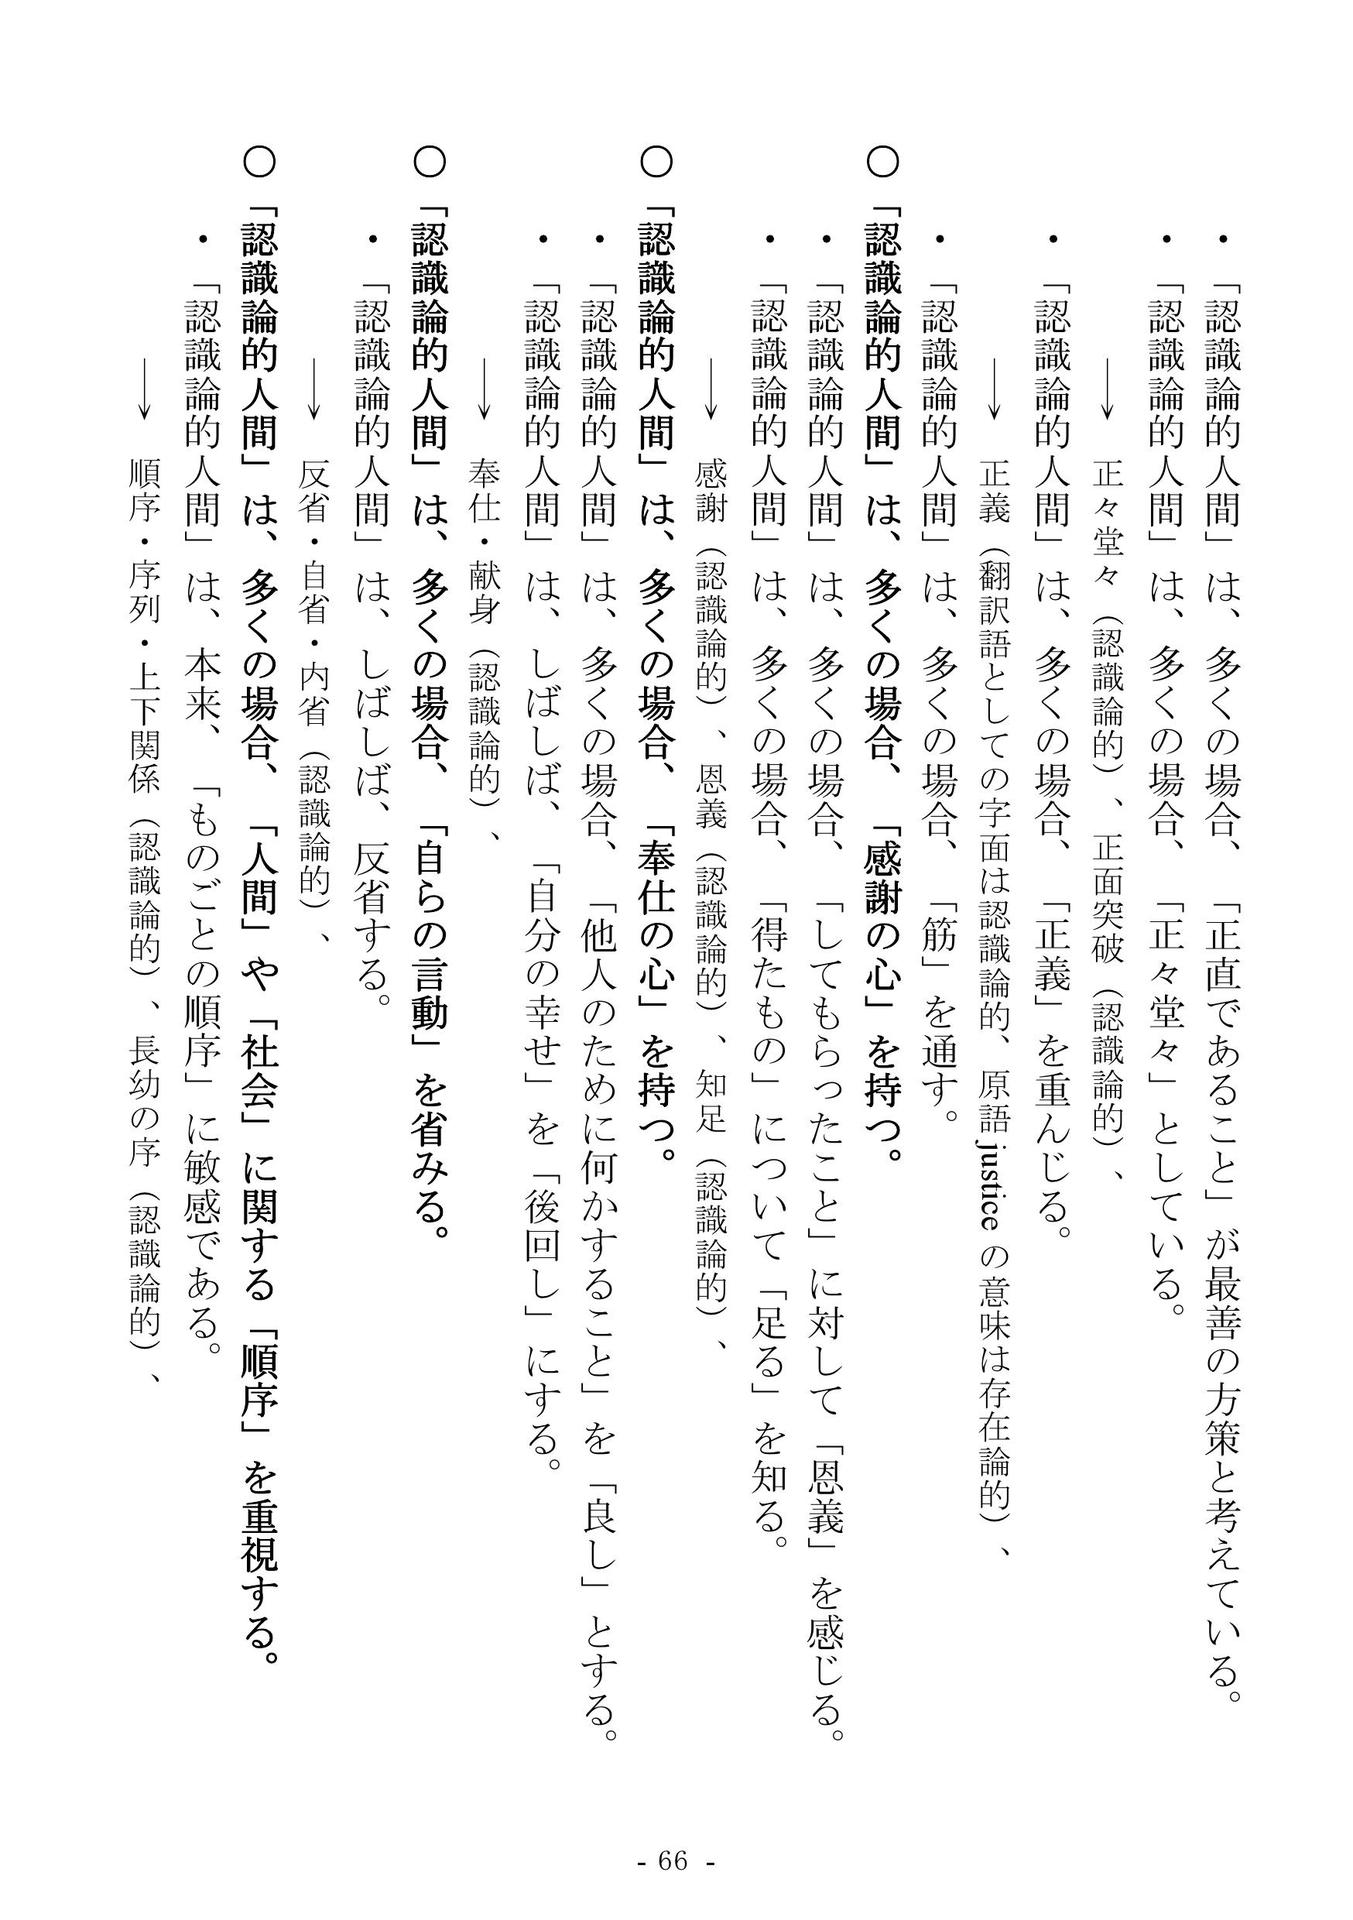 ・「認識論的人間」は、多くの場合、「正直であること」が最善の方策と考えている。
・「認識論的人間」は、多くの場合、「正々堂々」としている。
→ 正々堂々（認識論的）、正面突破（認識論的）、
・「認識論的人間」は、多くの場合、「正義」を重んじる。
→ 正義（翻訳語としての字面は認識論的、原語 justice の意味は存在論的）、
・「認識論的人間」は、多くの場合、「筋」を通す。
○「認識論的人間」は、多くの場合、「感謝の心」を持つ。
・「認識論的人間」は、多くの場合、「してもらったこと」に対して「恩義」を感じる。
・「認識論的人間」は、多くの場合、「得たもの」について「足る」を知る。
→ 感謝（認識論的）、恩義（認識論的）、知足（認識論的）、
○「認識論的人間」は、多くの場合、「奉仕の心」を持つ。
・「認識論的人間」は、多くの場合、「他人のために何かすること」を「良し」とする。
・「認識論的人間」は、しばしば、「自分の幸せ」を「後回し」にする。
→ 奉仕・献身（認識論的）、
○「認識論的人間」は、多くの場合、「自らの言動」を省みる。
・「認識論的人間」は、しばしば、反省する。
→ 反省・自省・内省（認識論的）、
○「認識論的人間」は、多くの場合、「人間」や「社会」に関する「順序」を重視する。
・「認識論的人間」は、本来、「ものごとの順序」に敏感である。
→ 順序・序列・上下関係（認識論的）、長幼の序（認識論的）、
- 66 -